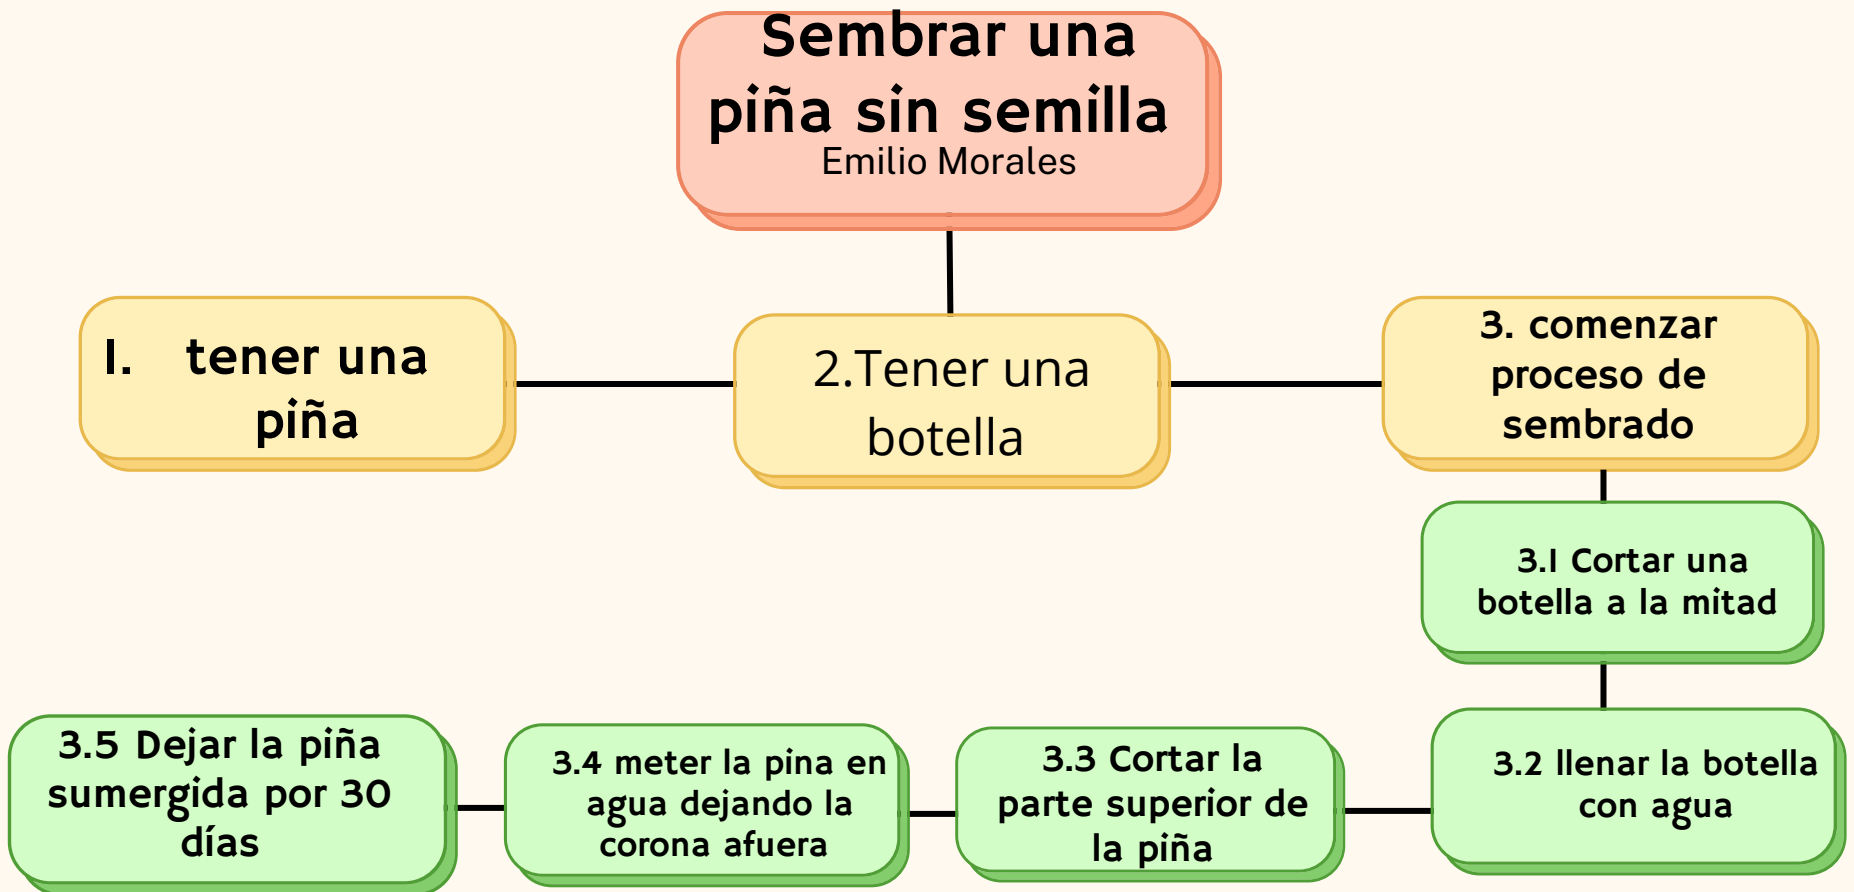 Sembrar una
piña sin semilla
Emilio Morales
1. tener una
piña
2.Tener una
botella
3. comenzar
proceso de
sembrado
3.1 Cortar una
botella a la mitad
3.2 llenar la botella
con agua
3.3 Cortar la
parte superior de
la piña
3.4 meter la pina en
agua dejando la
corona afuera
3.5 Dejar la piña
sumergida por 30
días